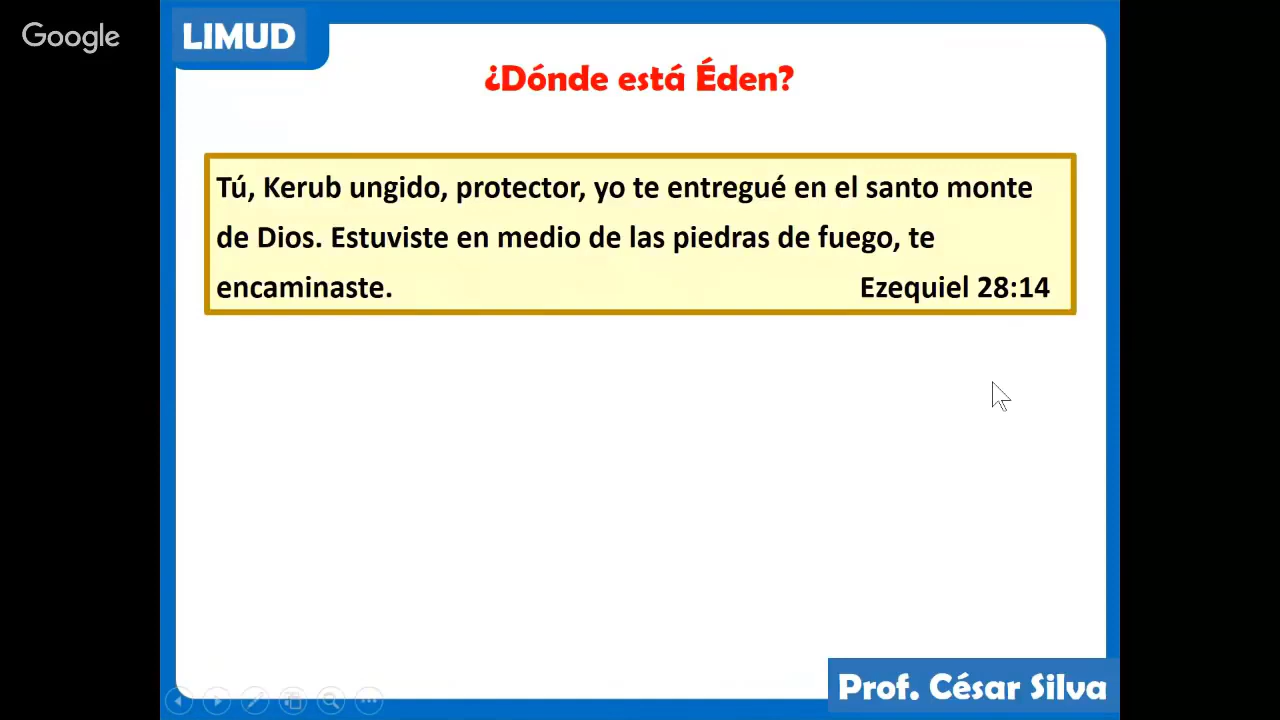 Google
LIMUD
¿Dónde está Éden?
Tú, Kerub ungido, protector, yo te entregué en el santo monte
de Dios. Estuviste en medio de las piedras de fuego, te
encaminaste. Ezequiel 28:14
Prof. César Silva